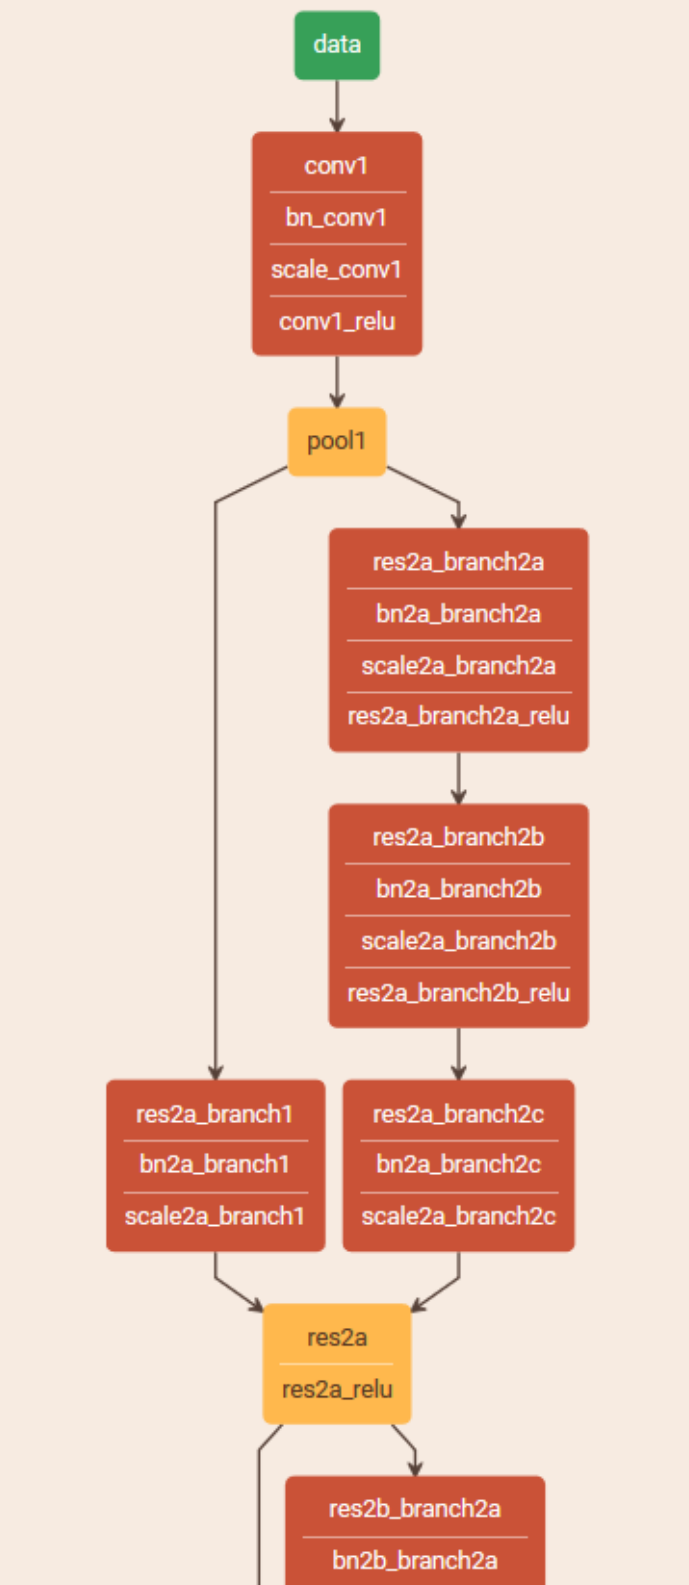 data
conv1
bn_conv1
scale_conv1
conv1_relu
pool1
res2a_branch2a
bn2a_branch2a
scale2a_branch2a
res2a_branch2a_relu
res2a_branch2b
bn2a_branch2b
scale2a_branch2b
res2a_branch2b_relu
res2a_branch1
bn2a_branch1
scale2a_branch1
res2a_branch2c
bn2a_branch2c
scale2a_branch2c
res2a
res2a_relu
res2b_branch2a
bn2b_branch2a